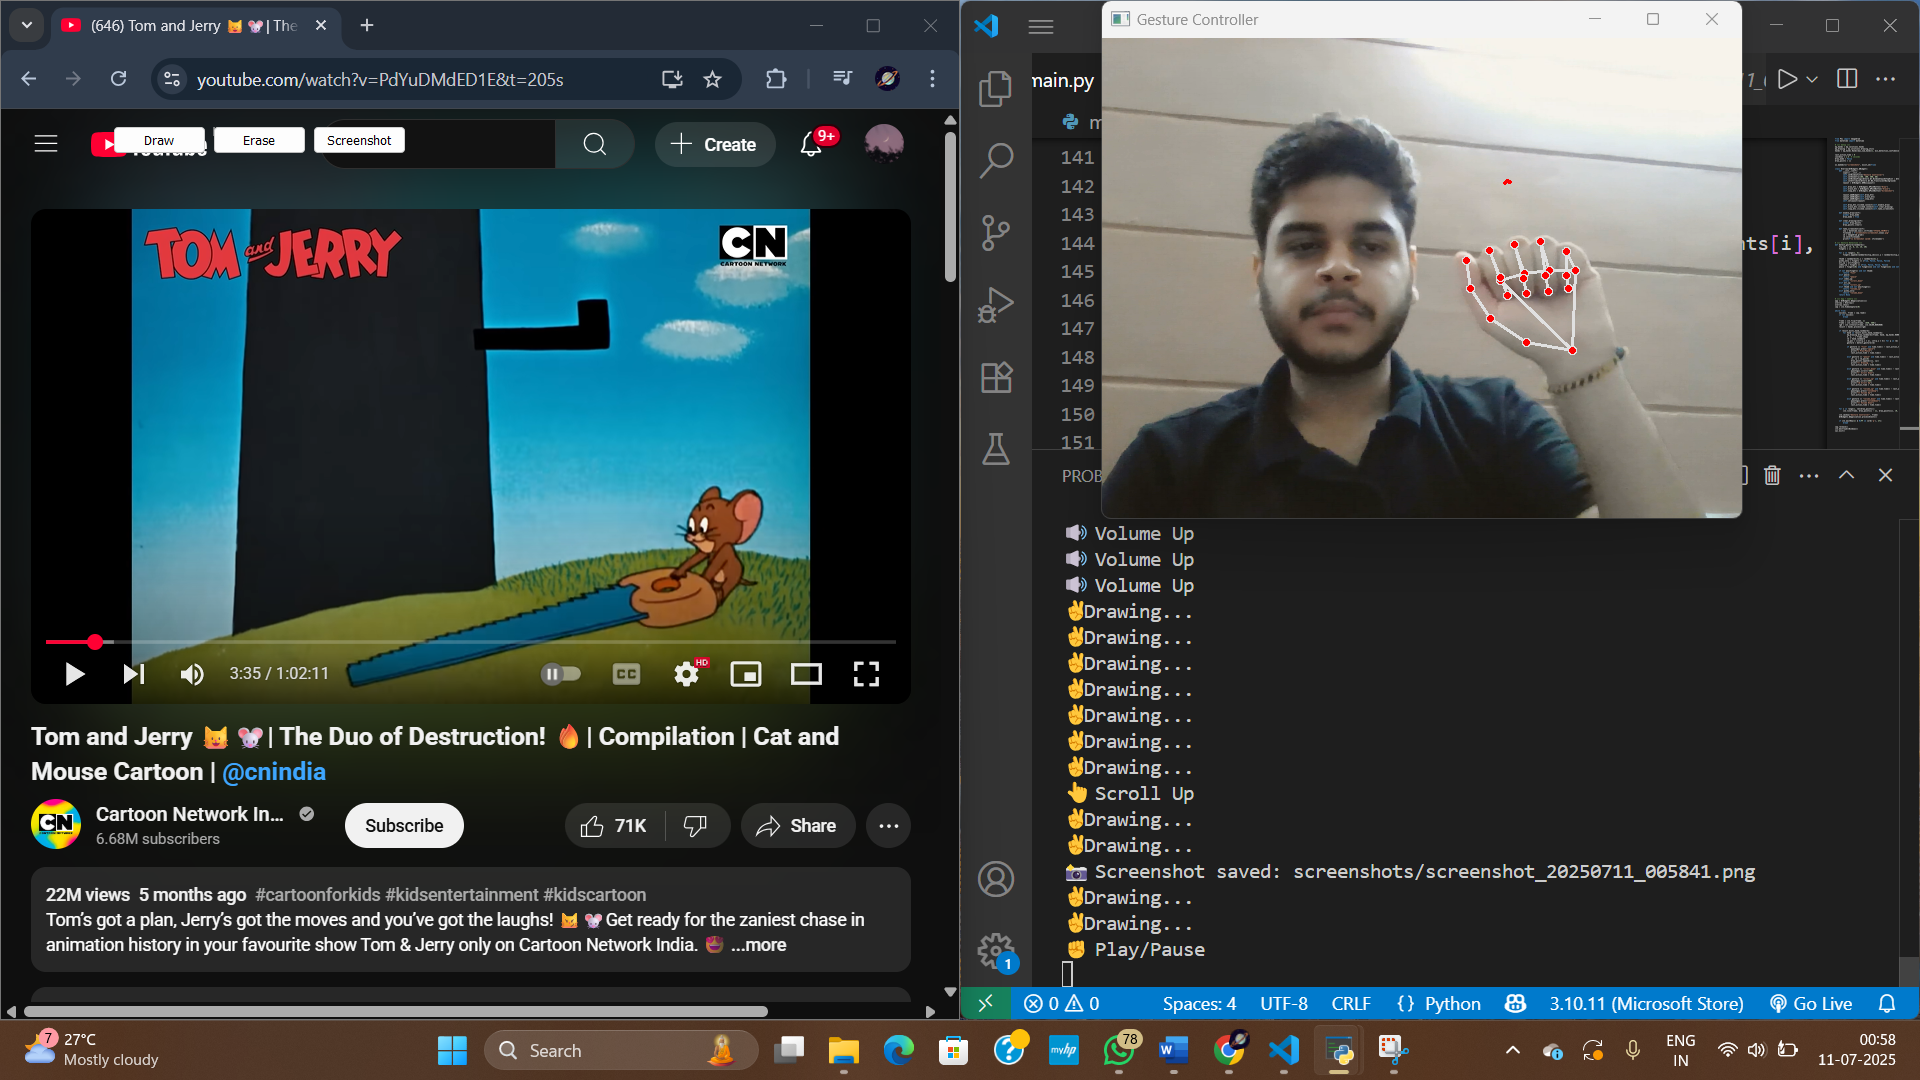 (646) Tom and Jerry 😼 🐭 | The
youtube.com/watch?v=PdYuDMdED1E&t=205s
Draw
Erase
Screenshot
Create
9+
TOM and JERRY
CN
CARTOON NETWORK
3:35 / 1:02:11
CC
HD
Tom and Jerry 😼 🐭 | The Duo of Destruction! 🔥 | Compilation | Cat and
Mouse Cartoon | @cnindia
CN
Cartoon Network In...
6.68M subscribers
Subscribe
71K
Share
22M views 5 months ago #cartoonforkids #kidsentertainment #kidscartoon
Tom's got a plan, Jerry's got the moves and you've got the laughs! 😼 🐭 Get ready for the zaniest chase in
animation history in your favourite show Tom & Jerry only on Cartoon Network India. ...more
Gesture Controller
main.py
m
141
142
143
144
nts[i],
145
146
147
148
149
150
151
PROB
🔊 Volume Up
🔊 Volume Up
🔊 Volume Up
✌Drawing...
✌Drawing...
✌Drawing...
✌Drawing...
✌Drawing...
✌Drawing...
✌Drawing...
👆 Scroll Up
✌Drawing...
✌Drawing...
📸 Screenshot saved: screenshots/screenshot_20250711_005841.png
✌Drawing...
✌Drawing...
✊ Play/Pause
1
0 0 Spaces: 4 UTF-8 CRLF {} Python 3.10.11 (Microsoft Store) Go Live
7
27°C
Mostly cloudy
Search
myhp
78
ENG
IN
00:58
11-07-2025